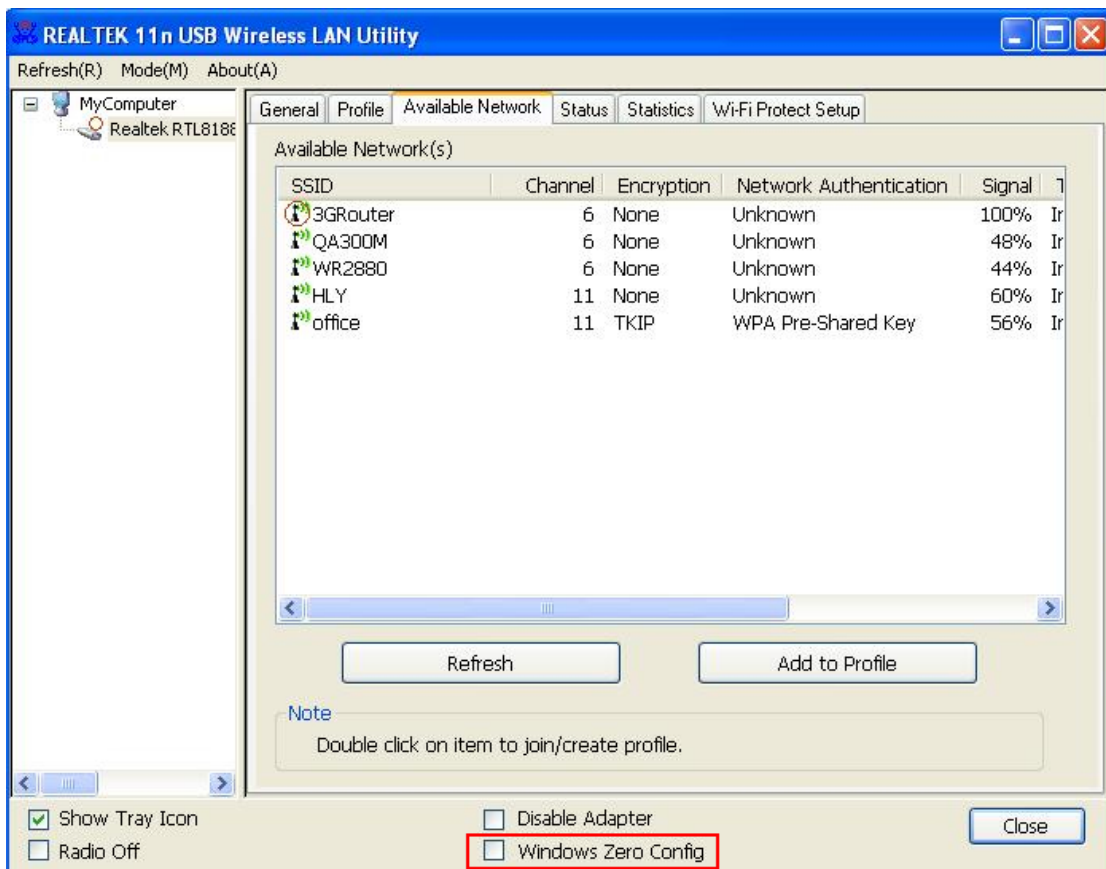 REALTEK 11n USB Wireless LAN Utility
Refresh(R) Mode(M) About(A)
MyComputer
Realtek RTL8188
General Profile Available Network Status Statistics Wi-Fi Protect Setup
Available Network(s)
SSID Channel Encryption Network Authentication Signal
3GRouter 6 None Unknown 100%
QA300M 6 None Unknown 48%
WR2880 6 None Unknown 44%
HLY 11 None Unknown 60%
office 11 TKIP WPA Pre-Shared Key 56%
Refresh Add to Profile
Note
Double click on item to join/create profile.
Show Tray Icon Disable Adapter Close
Radio Off Windows Zero Config